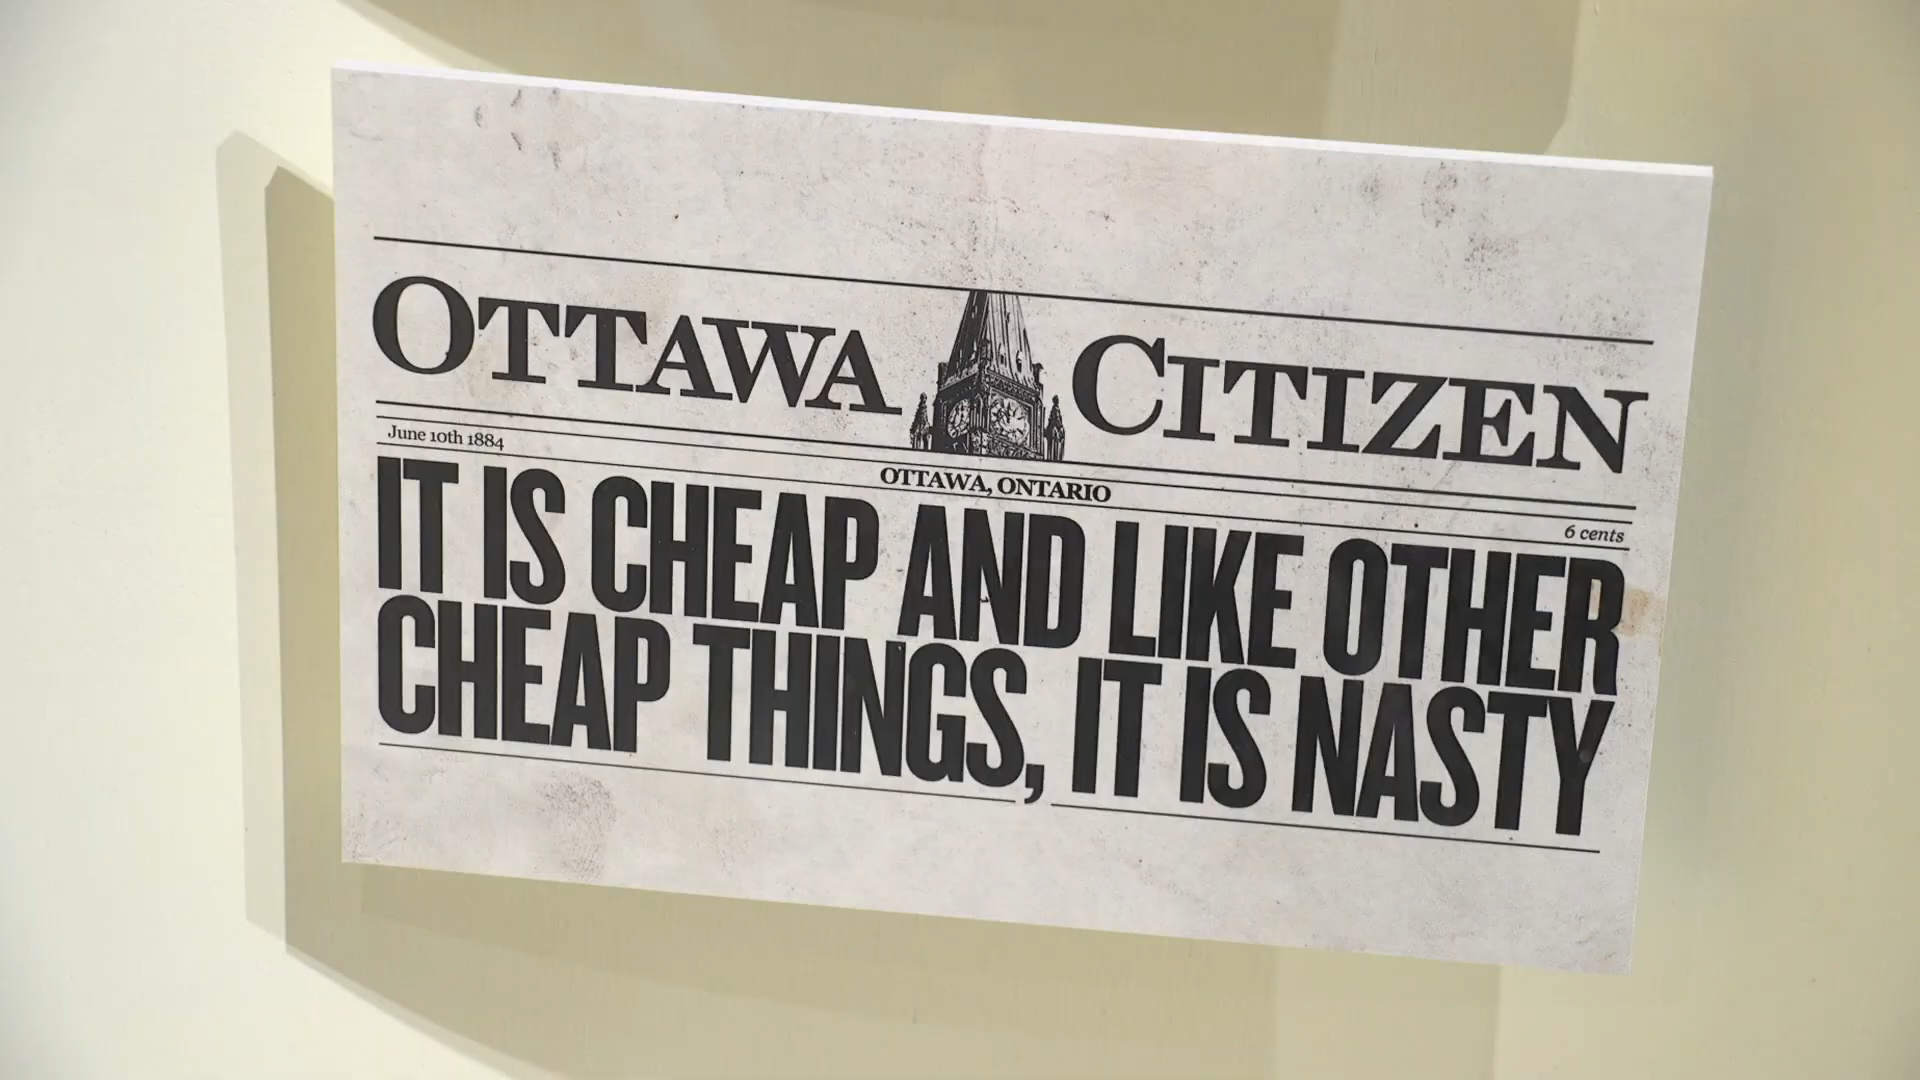 OTTAWA CITIZEN
June 10th 1884
OTTAWA, ONTARIO
6 cents
IT IS CHEAP AND LIKE OTHER
CHEAP THINGS, IT IS NASTY